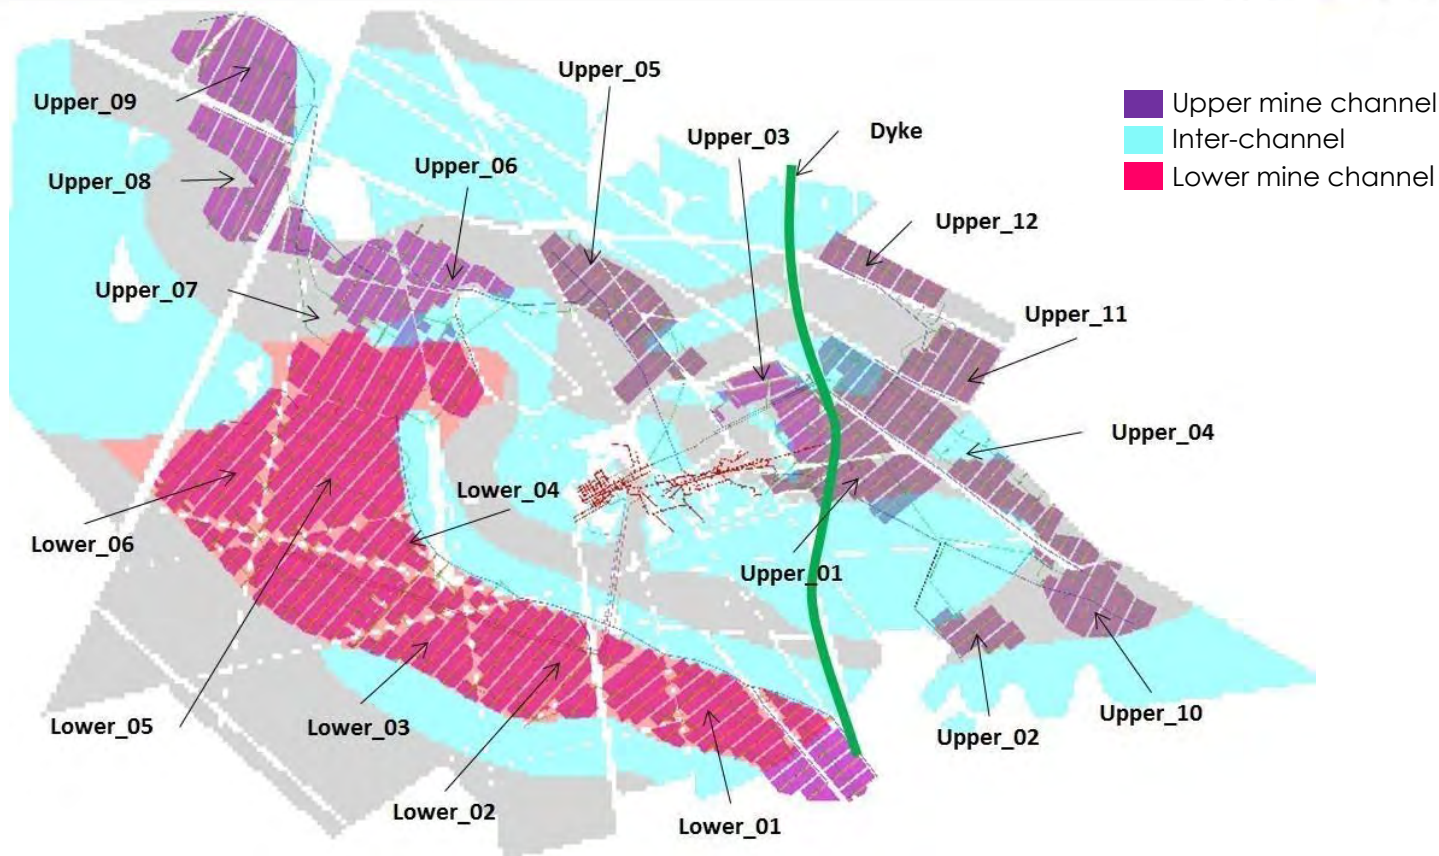 Upper_05
Upper_09
Upper_03
Dyke
Upper mine channel
Inter-channel
Lower mine channel
Upper_06
Upper_08
Upper_12
Upper_07
Upper_11
Upper_04
Lower_04
Lower_06
Upper_01
Lower_05
Lower_03
Upper_10
Upper_02
Lower_02
Lower_01